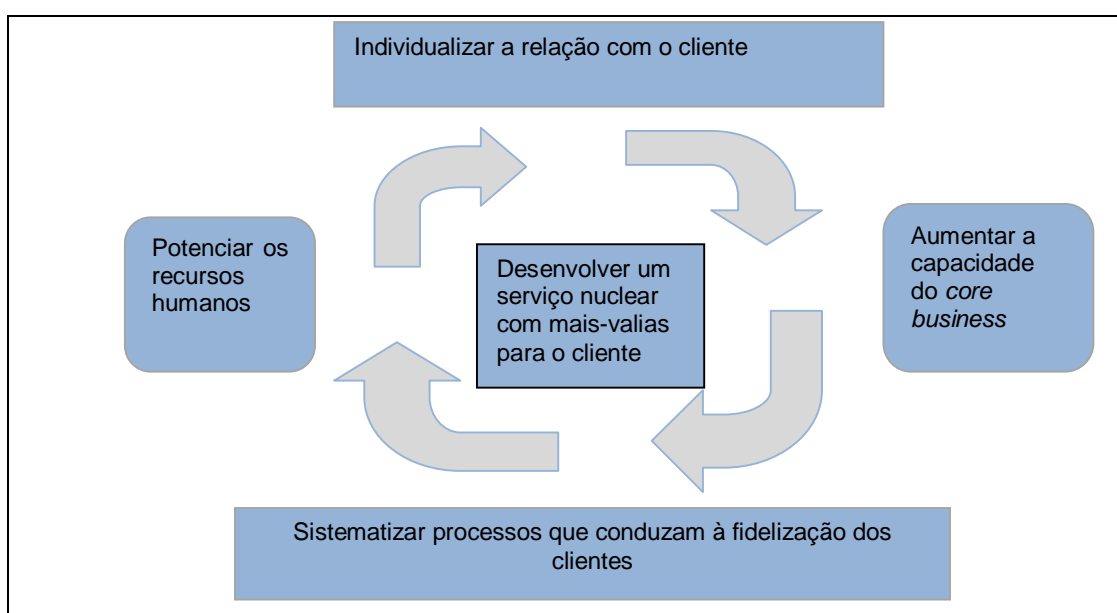 Individualizar a relação com o cliente
Potenciar os
recursos
humanos
Desenvolver um
serviço nuclear
com mais-valias
para o cliente
Aumentar a
capacidade
do core
business
Sistematizar processos que conduzam à fidelização dos
clientes